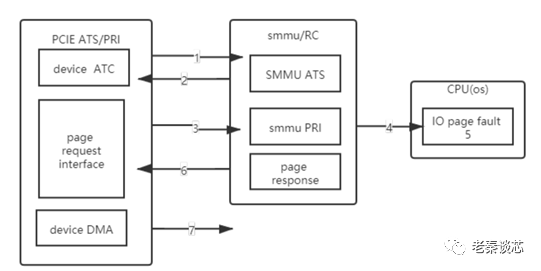 PCIE ATS/PRI
device ATC
page
request
interface
device DMA
1
2
3
6
7
smmu/RC
SMMU ATS
smmu PRI
page
response
4
CPU(os)
IO page fault
5
老秦谈芯